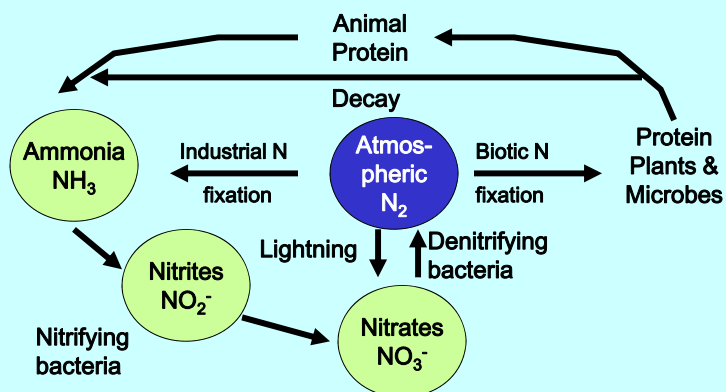 Animal
Protein
Decay
Ammonia
NH₃
Industrial N
fixation
Atmos-
pheric
N₂
Biotic N
fixation
Protein
Plants &
Microbes
Lightning
Denitrifying
bacteria
Nitrites
NO₂⁻
Nitrifying
bacteria
Nitrates
NO₃⁻